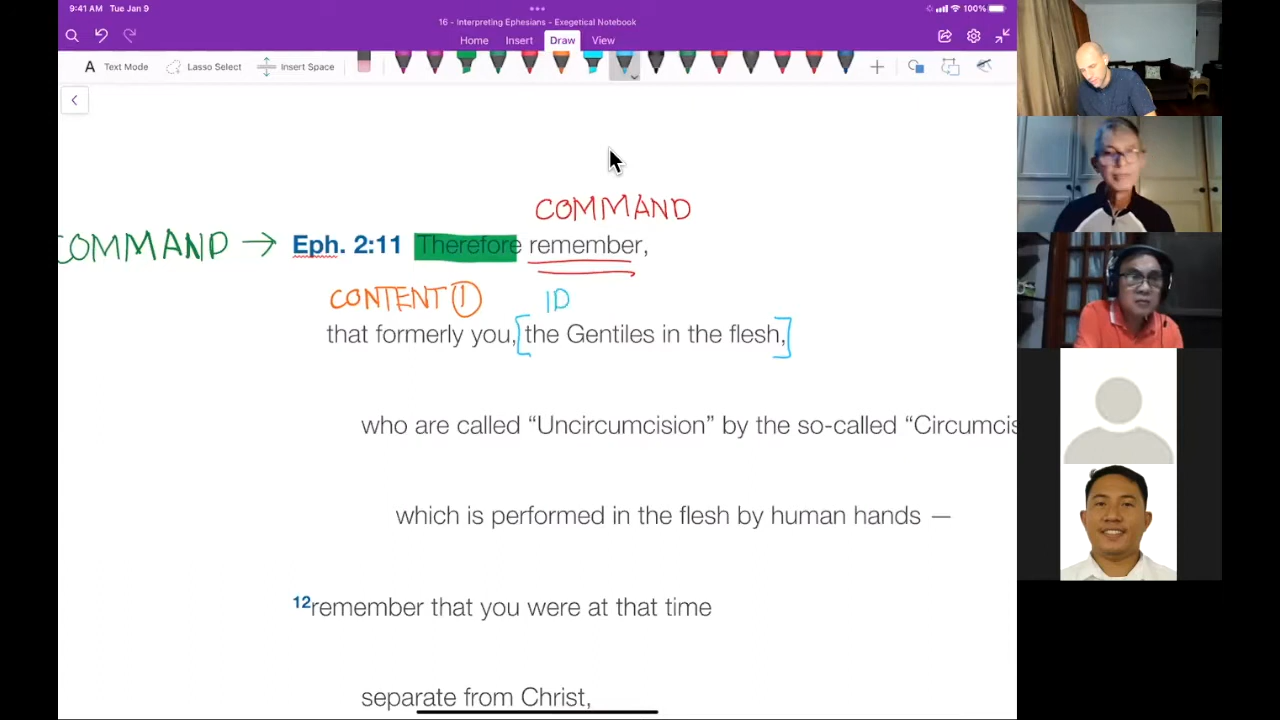 9:41 AM Tue Jan 9
100%
16 - Interpreting Ephesians - Exegetical Notebook
Home Insert Draw View
Text Mode Lasso Select Insert Space
COMMAND
COMMAND → Eph. 2:11 Therefore remember,
CONTENT ① ID
that formerly you, [the Gentiles in the flesh,]
who are called “Uncircumcision” by the so-called “Circumcis
which is performed in the flesh by human hands —
12remember that you were at that time
separate from Christ,